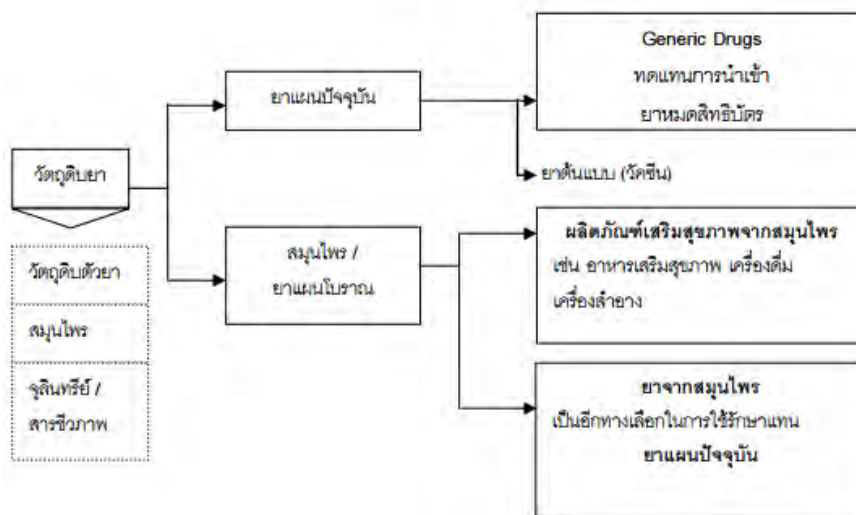 Generic Drugs
ทดแทนการนำเข้า
ยาหมดสิทธิบัตร
ยาแผนปัจจุบัน
ยาต้นแบบ (วัคซีน)
วัตถุดิบยา
สมุนไพร /
ยาแผนโบราณ
ผลิตภัณฑ์เสริมสุขภาพจากสมุนไพร
เช่น อาหารเสริมสุขภาพ เครื่องดื่ม
เครื่องสำอาง
วัตถุดิบตัวยา
สมุนไพร
จุลินทรีย์ /
สารชีวภาพ
ยาจากสมุนไพร
เป็นอีกทางเลือกในการใช้รักษาแทน
ยาแผนปัจจุบัน